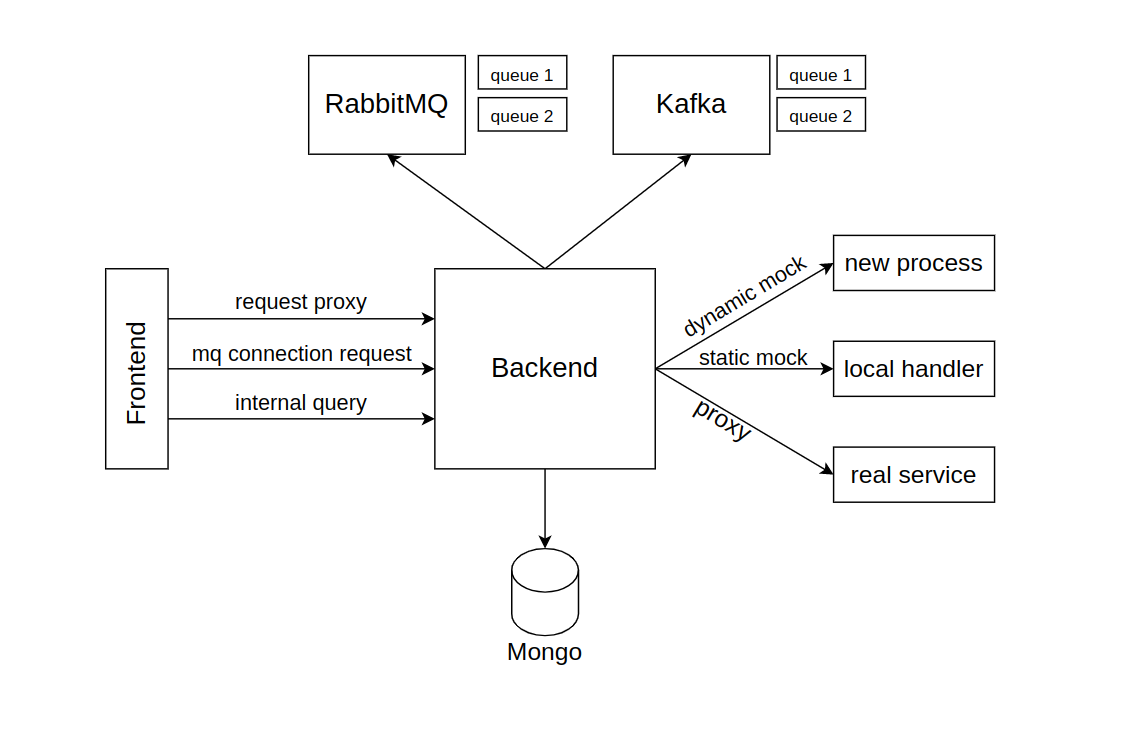 RabbitMQ
queue 1
queue 2
Kafka
queue 1
queue 2
Frontend
request proxy
mq connection request
internal query
Backend
dynamic mock
static mock
proxy
new process
local handler
real service
Mongo